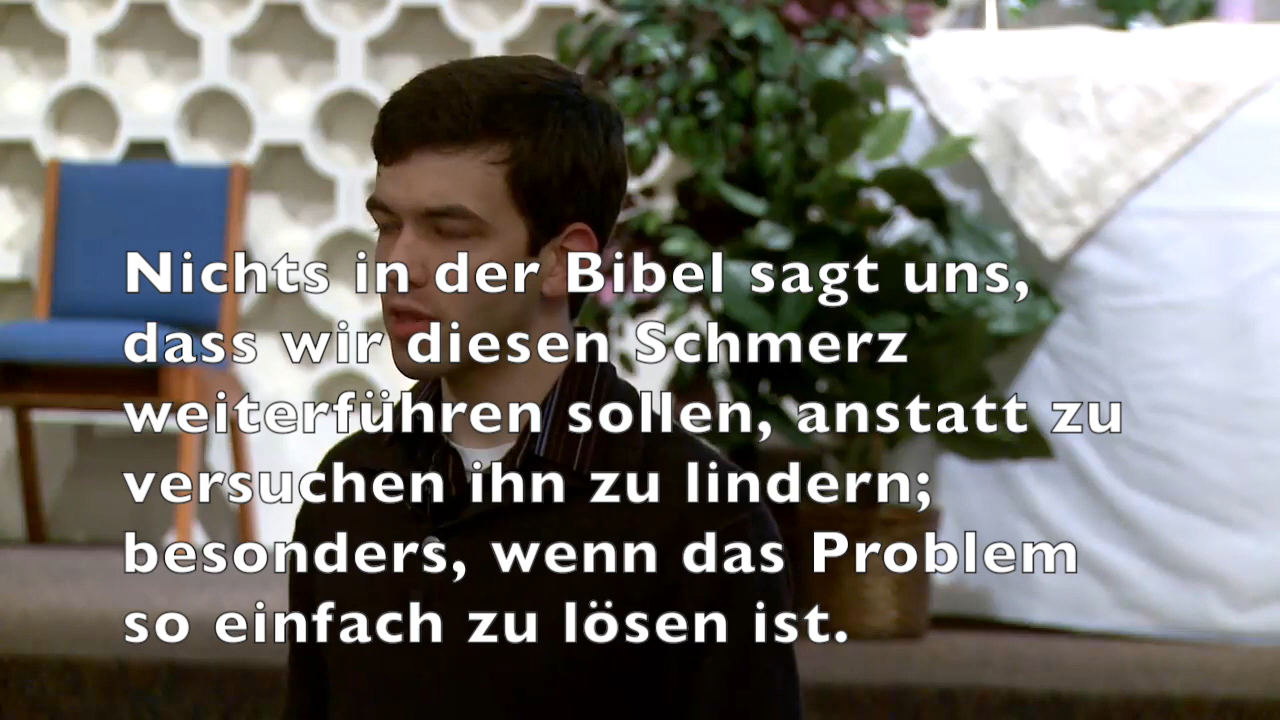 Nichts in der Bibel sagt uns,
dass wir diesen Schmerz
weiterführen sollen, anstatt zu
versuchen ihn zu lindern;
besonders, wenn das Problem
so einfach zu lösen ist.